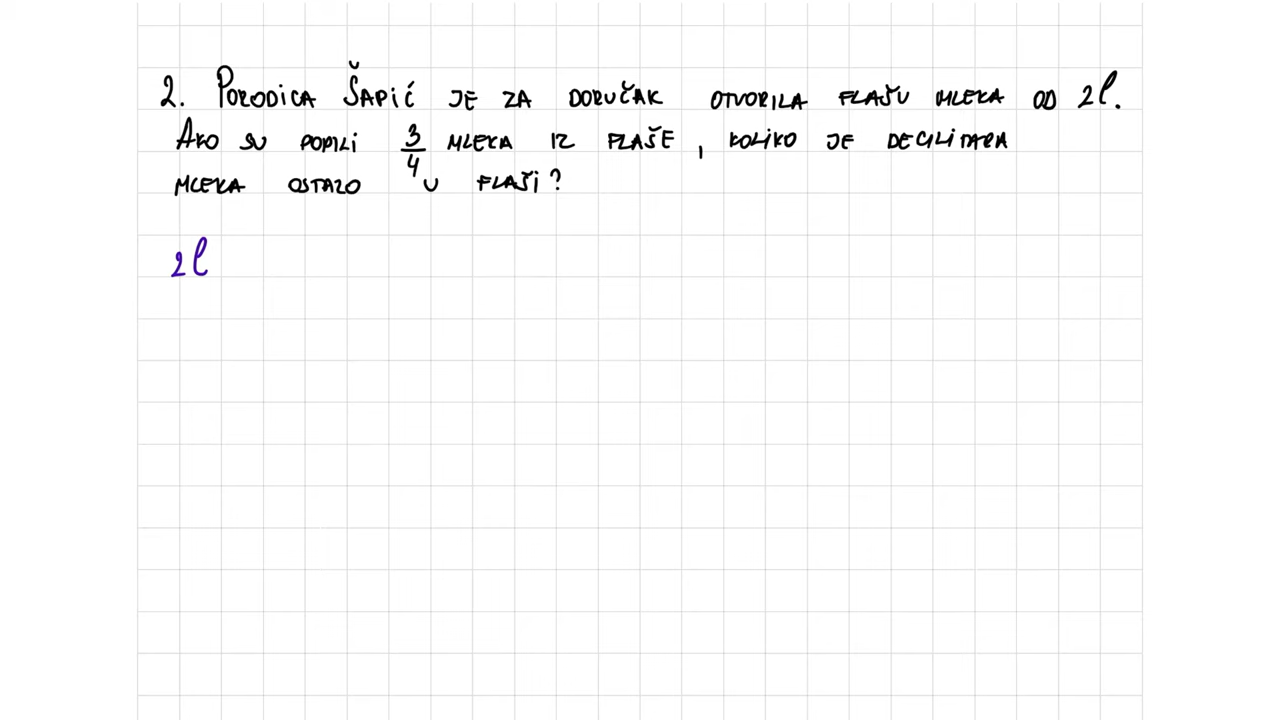 2. Porodica Šapić je za doručak otvorila flašu mleka od 2l.
Ako su popili 3/4 mleka iz flaše, koliko je decilitara
mleka ostalo u flaši?
2l